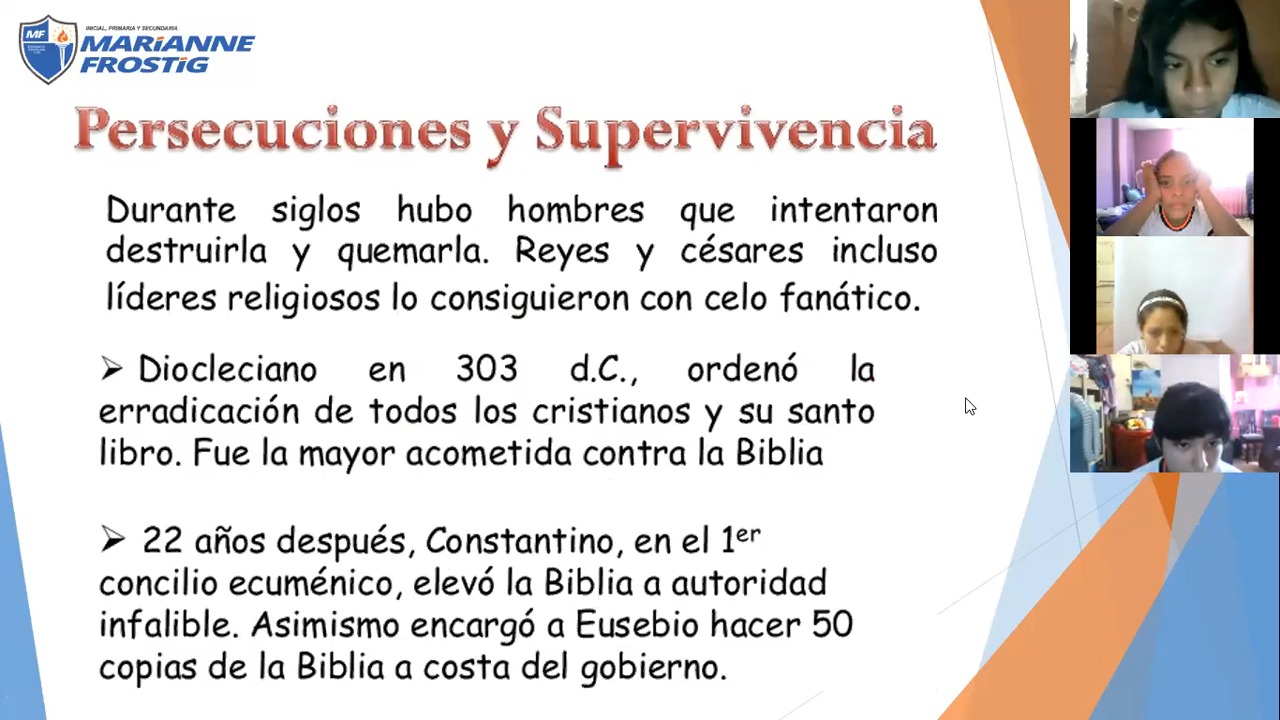 MF
INICIAL, PRIMARIA Y SECUNDARIA
MARiANNE
FROSTiG
Persecuciones y Supervivencia
Durante siglos hubo hombres que intentaron
destruirla y quemarla. Reyes y césares incluso
líderes religiosos lo consiguieron con celo fanático.
➢ Diocleciano en 303 d.C., ordenó la
erradicación de todos los cristianos y su santo
libro. Fue la mayor acometida contra la Biblia
➢ 22 años después, Constantino, en el 1er
concilio ecuménico, elevó la Biblia a autoridad
infalible. Asimismo encargó a Eusebio hacer 50
copias de la Biblia a costa del gobierno.